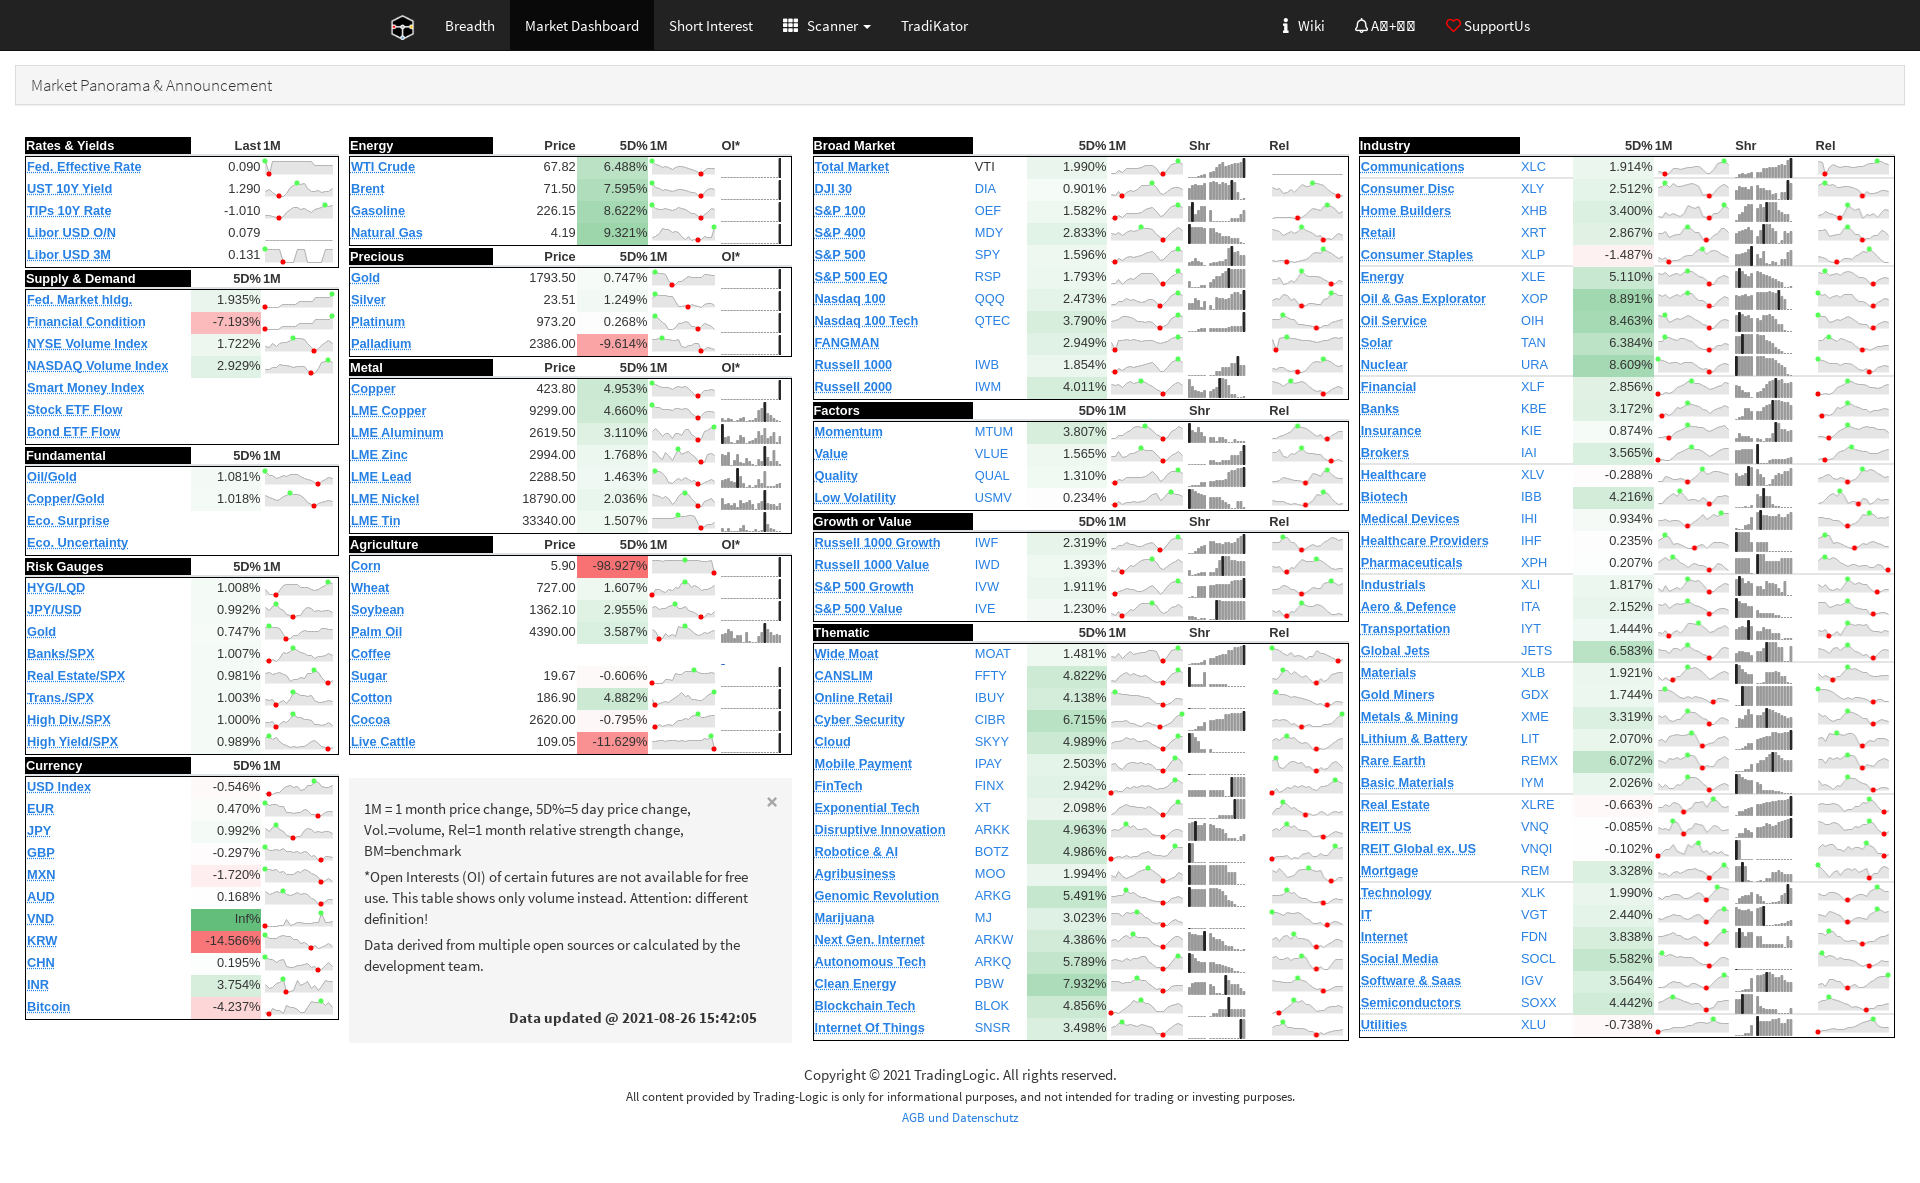 Breadth
Market Dashboard
Short Interest
Scanner
TradiKator
Wiki
SupportUs
Market Panorama & Announcement
Rates & Yields Last 1M
Fed. Effective Rate 0.090
UST 10Y Yield 1.290
TIPs 10Y Rate -1.010
Libor USD O/N 0.079
Libor USD 3M 0.131
Supply & Demand 5D% 1M
Fed. Market hldg. 1.935%
Financial Condition -7.193%
NYSE Volume Index 1.722%
NASDAQ Volume Index 2.929%
Smart Money Index
Stock ETF Flow
Bond ETF Flow
Fundamental 5D% 1M
Oil/Gold 1.081%
Copper/Gold 1.018%
Eco. Surprise
Eco. Uncertainty
Risk Gauges 5D% 1M
HYG/LQD 1.008%
JPY/USD 0.992%
Gold 0.747%
Banks/SPX 1.007%
Real Estate/SPX 0.981%
Trans./SPX 1.003%
High Div./SPX 1.000%
High Yield/SPX 0.989%
Currency 5D% 1M
USD Index -0.546%
EUR 0.470%
JPY 0.992%
GBP -0.297%
MXN -1.720%
AUD 0.168%
VND Inf%
KRW -14.566%
CHN 0.195%
INR 3.754%
Bitcoin -4.237%
Energy Price 5D% 1M OI*
WTI Crude 67.82 6.488%
Brent 71.50 7.595%
Gasoline 226.15 8.622%
Natural Gas 4.19 9.321%
Precious Price 5D% 1M OI*
Gold 1793.50 0.747%
Silver 23.51 1.249%
Platinum 973.20 0.268%
Palladium 2386.00 -9.614%
Metal Price 5D% 1M OI*
Copper 423.80 4.953%
LME Copper 9299.00 4.660%
LME Aluminum 2619.50 3.110%
LME Zinc 2994.00 1.768%
LME Lead 2288.50 1.463%
LME Nickel 18790.00 2.036%
LME Tin 33340.00 1.507%
Agriculture Price 5D% 1M OI*
Corn 5.90 -98.927%
Wheat 727.00 1.607%
Soybean 1362.10 2.955%
Palm Oil 4390.00 3.587%
Coffee -
Sugar 19.67 -0.606%
Cotton 186.90 4.882%
Cocoa 2620.00 -0.795%
Live Cattle 109.05 -11.629%
×
1M = 1 month price change, 5D%=5 day price change,
Vol.=volume, Rel=1 month relative strength change,
BM=benchmark
*Open Interests (OI) of certain futures are not available for free
use. This table shows only volume instead. Attention: different
definition!
Data derived from multiple open sources or calculated by the
development team.
Data updated @ 2021-08-26 15:42:05
Broad Market 5D% 1M Shr Rel
Total Market VTI 1.990%
DJI 30 DIA 0.901%
S&P 100 OEF 1.582%
S&P 400 MDY 2.833%
S&P 500 SPY 1.596%
S&P 500 EQ RSP 1.793%
Nasdaq 100 QQQ 2.473%
Nasdaq 100 Tech QTEC 3.790%
FANGMAN 2.949%
Russell 1000 IWB 1.854%
Russell 2000 IWM 4.011%
Factors 5D% 1M Shr Rel
Momentum MTUM 3.807%
Value VLUE 1.565%
Quality QUAL 1.310%
Low Volatility USMV 0.234%
Growth or Value 5D% 1M Shr Rel
Russell 1000 Growth IWF 2.319%
Russell 1000 Value IWD 1.393%
S&P 500 Growth IVW 1.911%
S&P 500 Value IVE 1.230%
Thematic 5D% 1M Shr Rel
Wide Moat MOAT 1.481%
CANSLIM FFTY 4.822%
Online Retail IBUY 4.138%
Cyber Security CIBR 6.715%
Cloud SKYY 4.989%
Mobile Payment IPAY 2.503%
FinTech FINX 2.942%
Exponential Tech XT 2.098%
Disruptive Innovation ARKK 4.963%
Robotice & AI BOTZ 4.986%
Agribusiness MOO 1.994%
Genomic Revolution ARKG 5.491%
Marijuana MJ 3.023%
Next Gen. Internet ARKW 4.386%
Autonomous Tech ARKQ 5.789%
Clean Energy PBW 7.932%
Blockchain Tech BLOK 4.856%
Internet Of Things SNSR 3.498%
Industry 5D% 1M Shr Rel
Communications XLC 1.914%
Consumer Disc XLY 2.512%
Home Builders XHB 3.400%
Retail XRT 2.867%
Consumer Staples XLP -1.487%
Energy XLE 5.110%
Oil & Gas Explorator XOP 8.891%
Oil Service OIH 8.463%
Solar TAN 6.384%
Nuclear URA 8.609%
Financial XLF 2.856%
Banks KBE 3.172%
Insurance KIE 0.874%
Brokers IAI 3.565%
Healthcare XLV -0.288%
Biotech IBB 4.216%
Medical Devices IHI 0.934%
Healthcare Providers IHF 0.235%
Pharmaceuticals XPH 0.207%
Industrials XLI 1.817%
Aero & Defence ITA 2.152%
Transportation IYT 1.444%
Global Jets JETS 6.583%
Materials XLB 1.921%
Gold Miners GDX 1.744%
Metals & Mining XME 3.319%
Lithium & Battery LIT 2.070%
Rare Earth REMX 6.072%
Basic Materials IYM 2.026%
Real Estate XLRE -0.663%
REIT US VNQ -0.085%
REIT Global ex. US VNQI -0.102%
Mortgage REM 3.328%
Technology XLK 1.990%
IT VGT 2.440%
Internet FDN 3.838%
Social Media SOCL 5.582%
Software & Saas IGV 3.564%
Semiconductors SOXX 4.442%
Utilities XLU -0.738%
Copyright © 2021 TradingLogic. All rights reserved.
All content provided by Trading-Logic is only for informational purposes, and not intended for trading or investing purposes.
AGB und Datenschutz